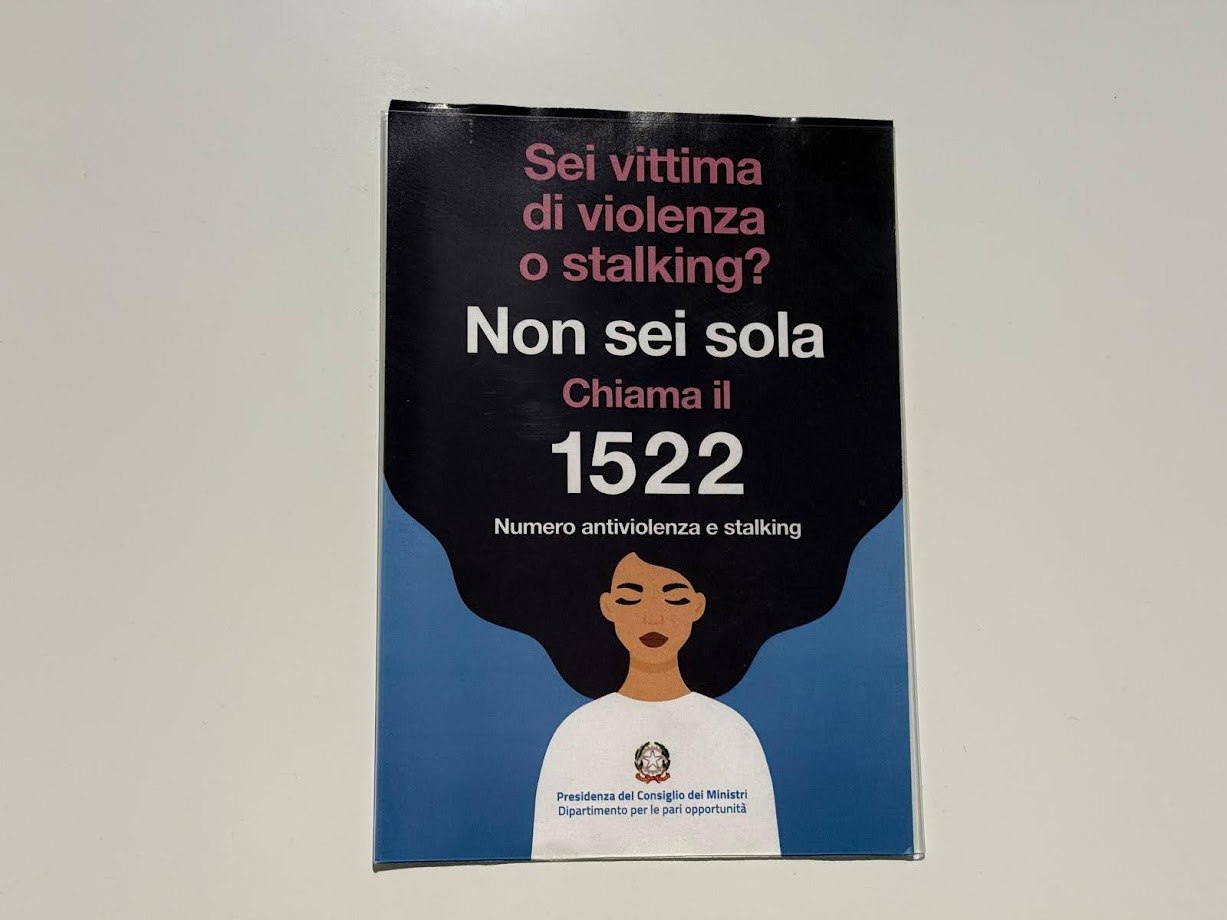 Sei vittima
di violenza
o stalking?
Non sei sola
Chiama il
1522
Numero antiviolenza e stalking
Presidenza del Consiglio dei Ministri
Dipartimento per le pari opportunità